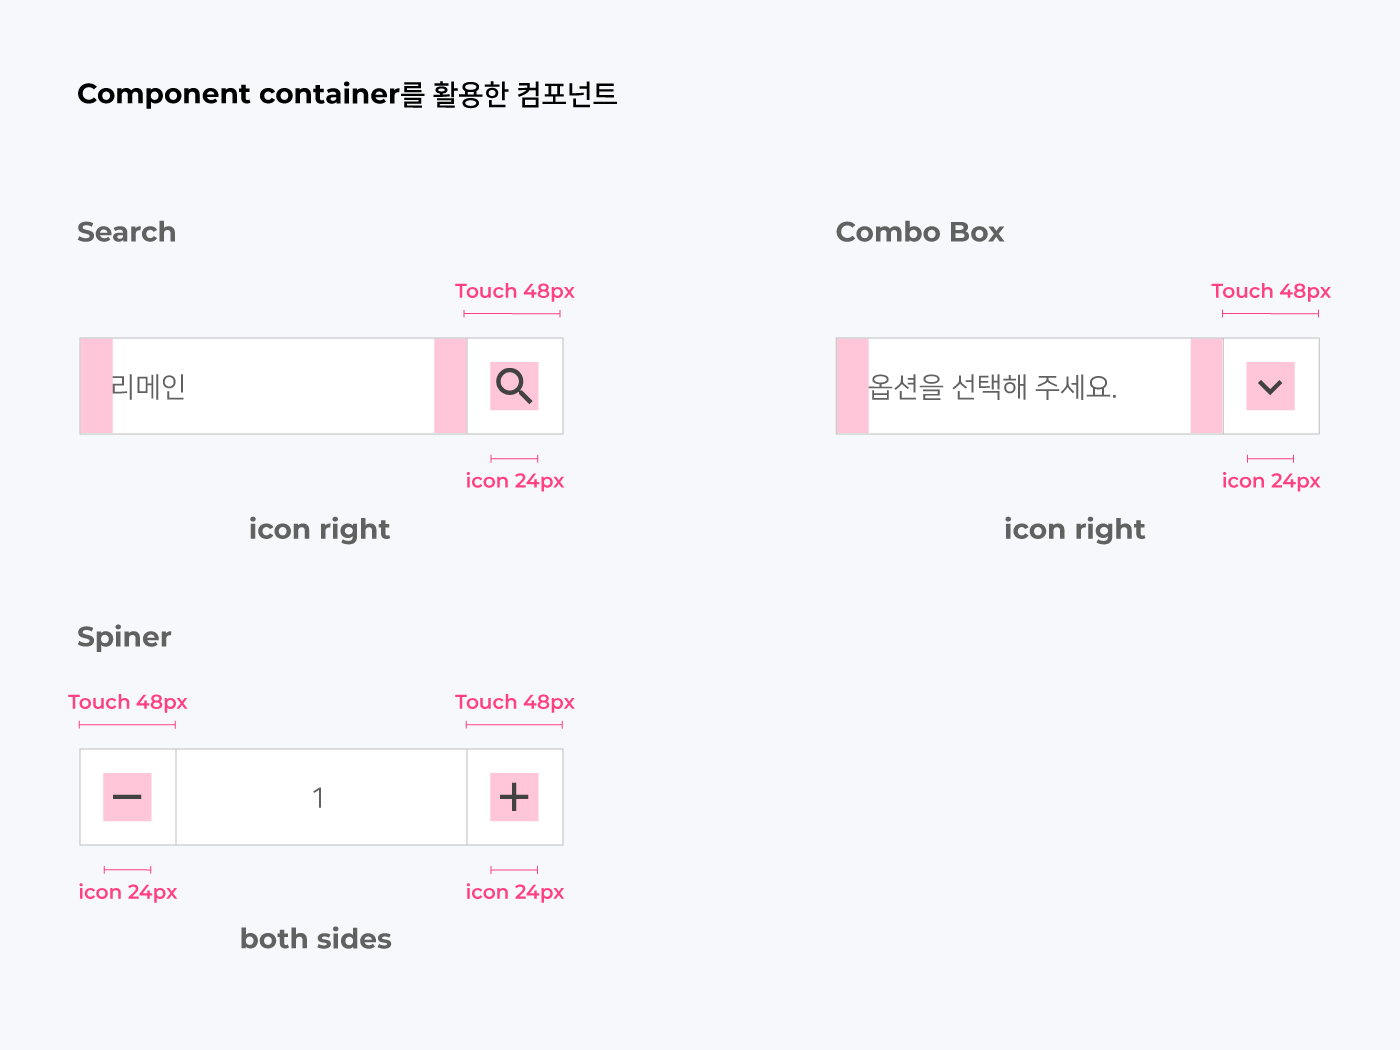 Component container를 활용한 컴포넌트
Search
Combo Box
Touch 48px
Touch 48px
리메인
옵션을 선택해 주세요.
icon 24px
icon 24px
icon right
icon right
Spiner
Touch 48px
Touch 48px
1
icon 24px
icon 24px
both sides